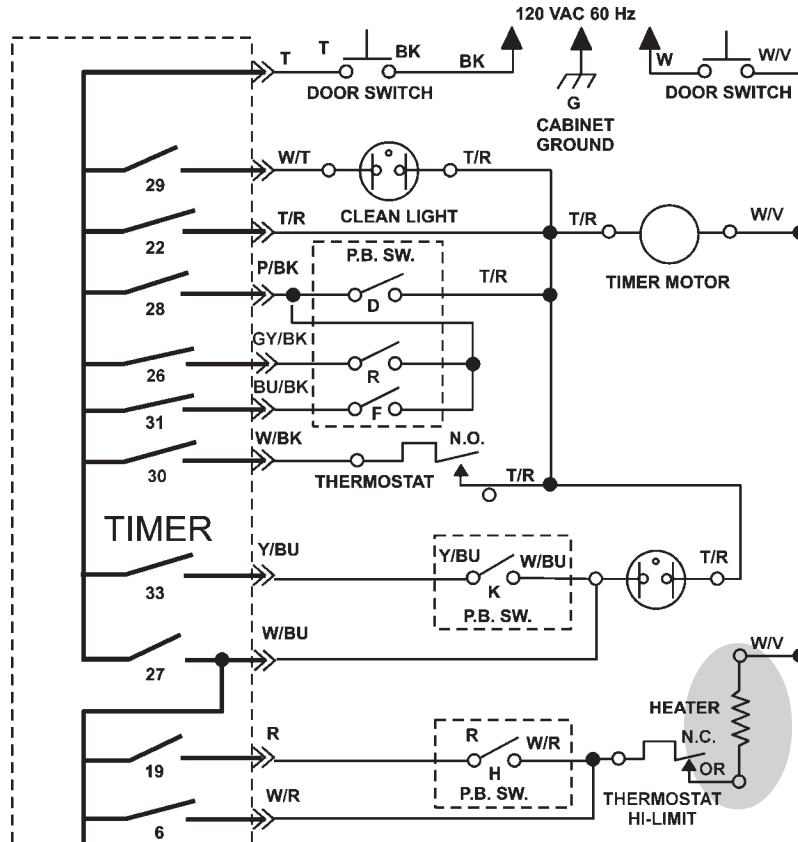 120 VAC 60 Hz
T
T
BK
BK
W
W/V
DOOR SWITCH
G
DOOR SWITCH
CABINET
GROUND
W/T
T/R
29
CLEAN LIGHT
T/R
T/R
W/V
22
P.B. SW.
TIMER MOTOR
P/BK
T/R
28
D
GY/BK
26
R
BU/BK
31
F
W/BK
N.O.
30
THERMOSTAT
T/R
TIMER
Y/BU
Y/BU
W/BU
T/R
33
K
P.B. SW.
W/BU
27
W/V
HEATER
R
R
W/R
N.C.
19
H
OR
P.B. SW.
W/R
THERMOSTAT
HI-LIMIT
6